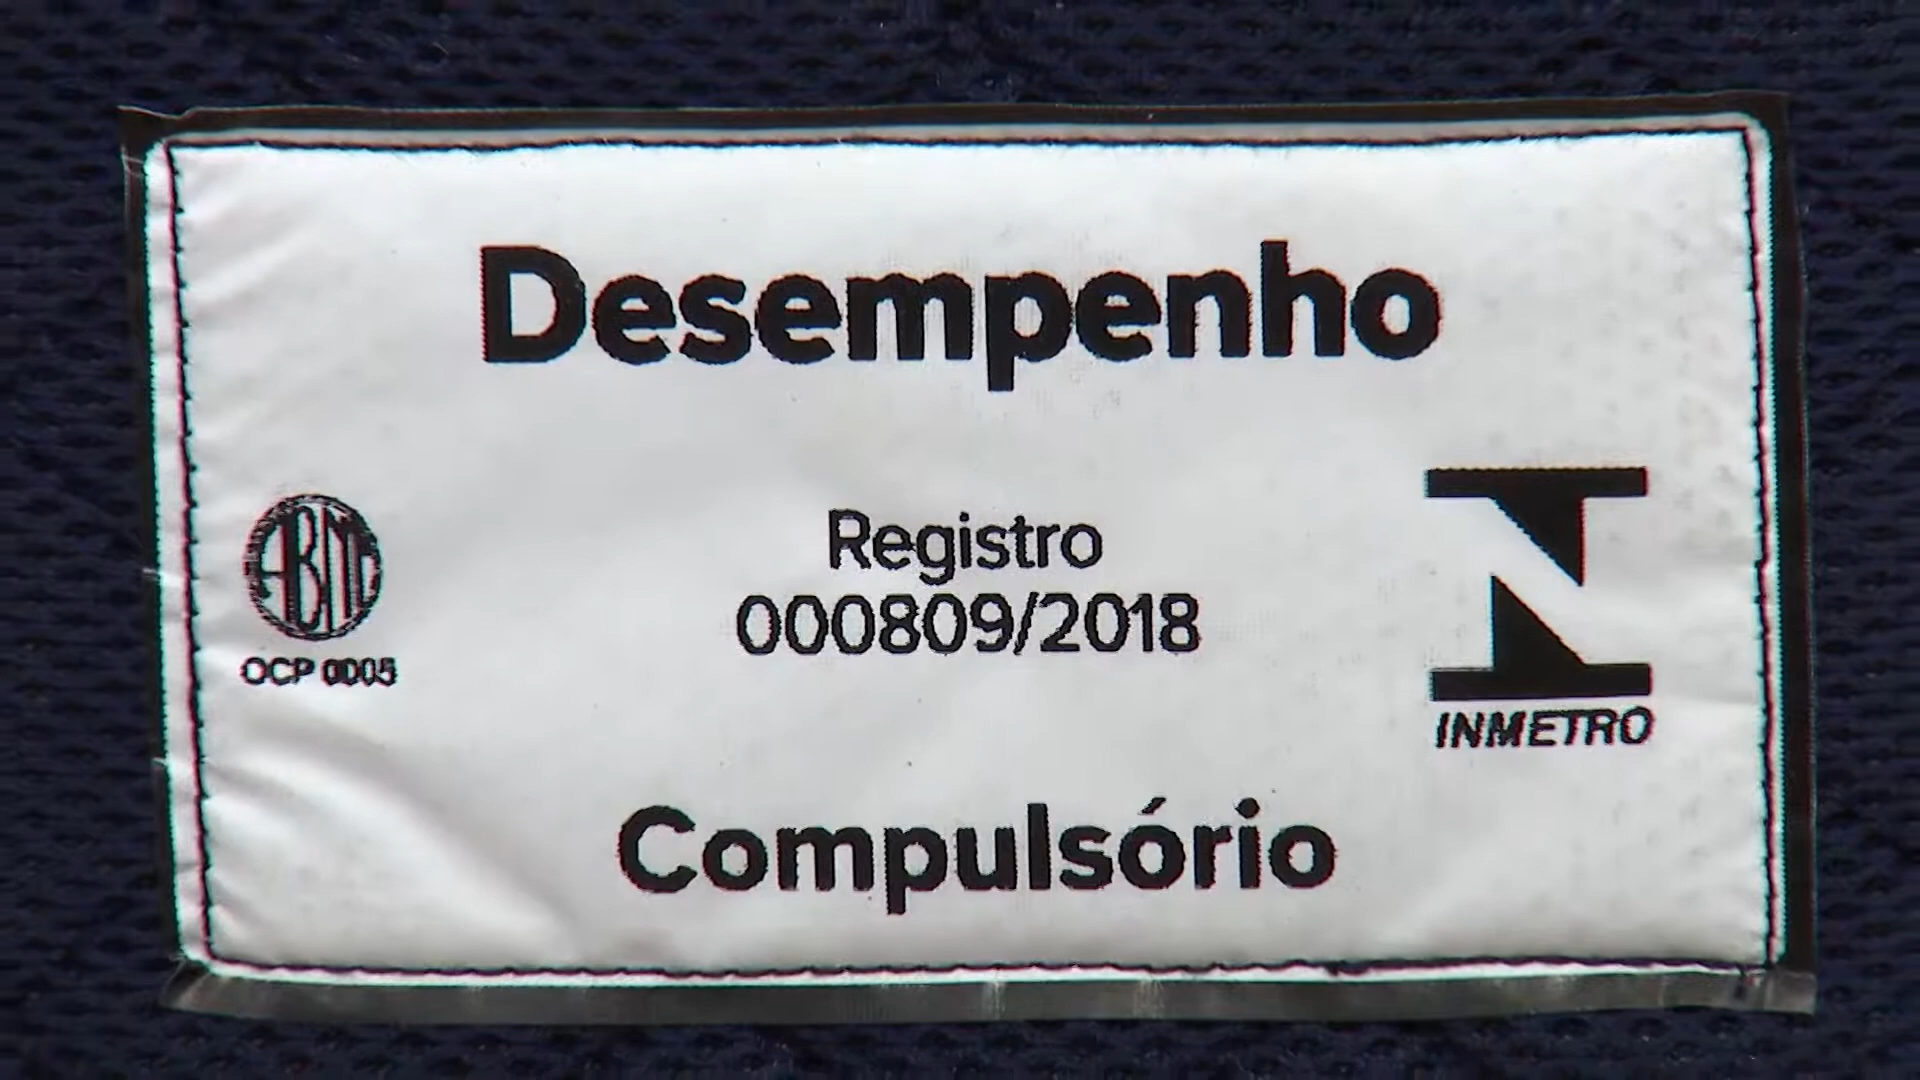 Desempenho
Registro
000809/2018
OCP 0005
INMETRO
Compulsório